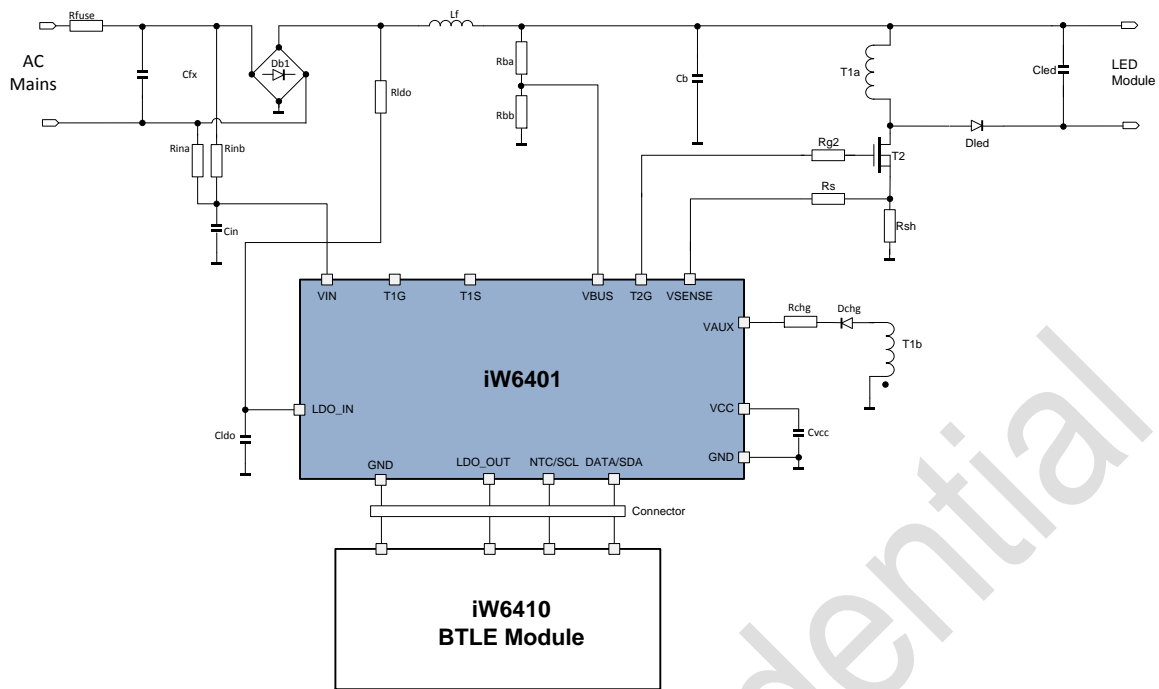 Rfuse
Lf
AC
Mains
Cfx
Db1
Rldo
Rba
Rbb
Cb
T1a
Cled
LED
Module
Dled
Rg2
T2
Rina
Rinb
Rs
Rsh
Cin
VIN
T1G
T1S
VBUS
T2G
VSENSE
VAUX
Rchg
Dchg
T1b
iW6401
LDO_IN
VCC
Cvcc
Cldo
GND
GND
LDO_OUT
NTC/SCL
DATA/SDA
Connector
iW6410
BTLE Module